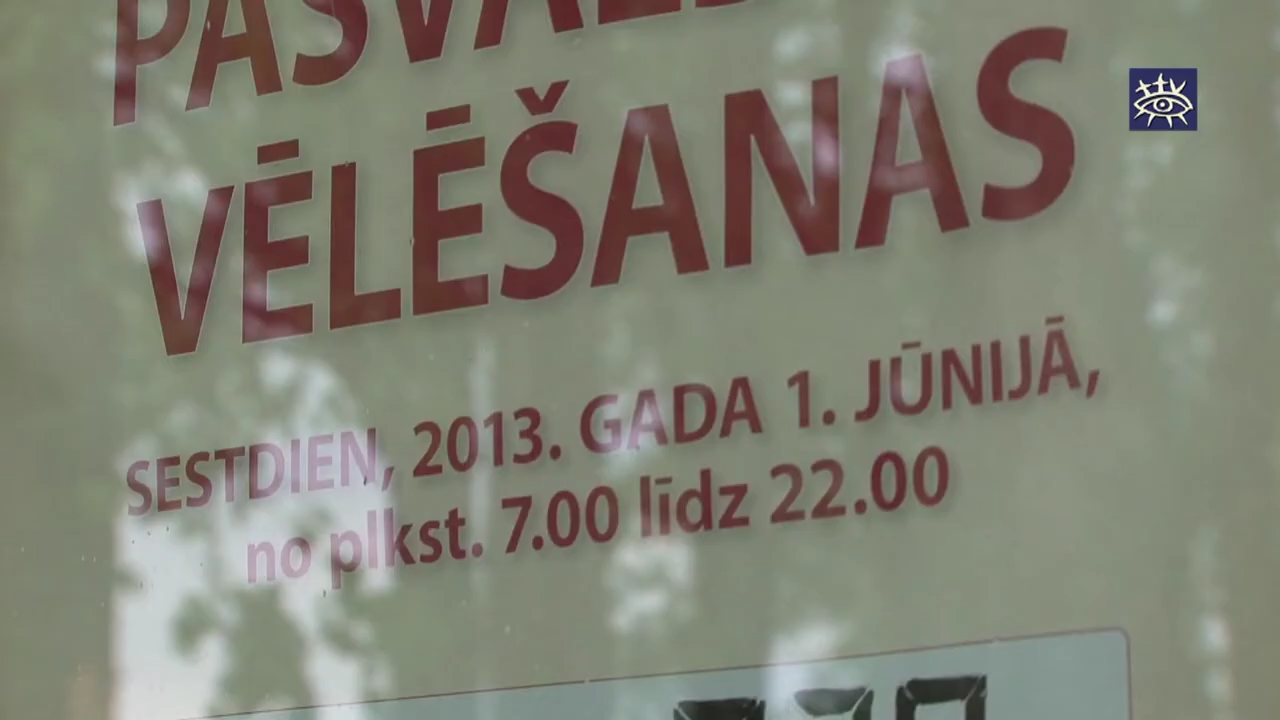 VĒLĒŠANAS
SESTDIEN, 2013. GADA 1. JŪNIJĀ,
no plkst. 7.00 līdz 22.00